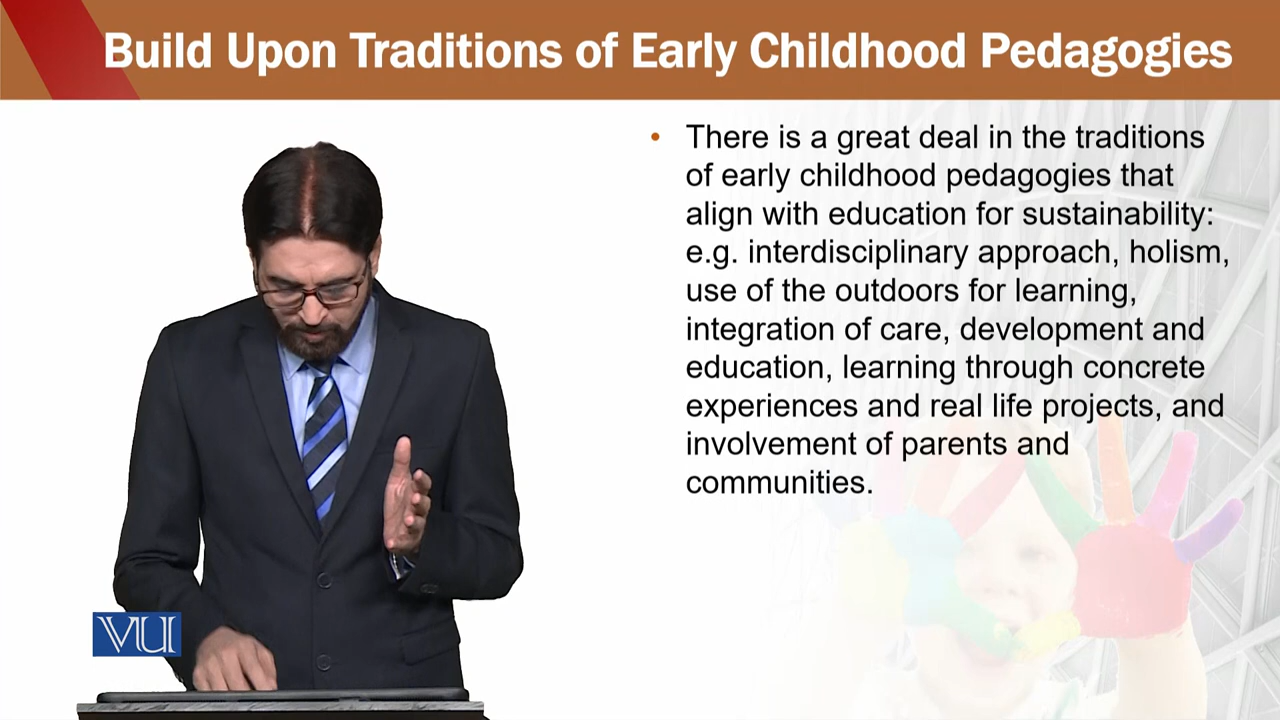 Build Upon Traditions of Early Childhood Pedagogies
• There is a great deal in the traditions
of early childhood pedagogies that
align with education for sustainability:
e.g. interdisciplinary approach, holism,
use of the outdoors for learning,
integration of care, development and
education, learning through concrete
experiences and real life projects, and
involvement of parents and
communities.
VU